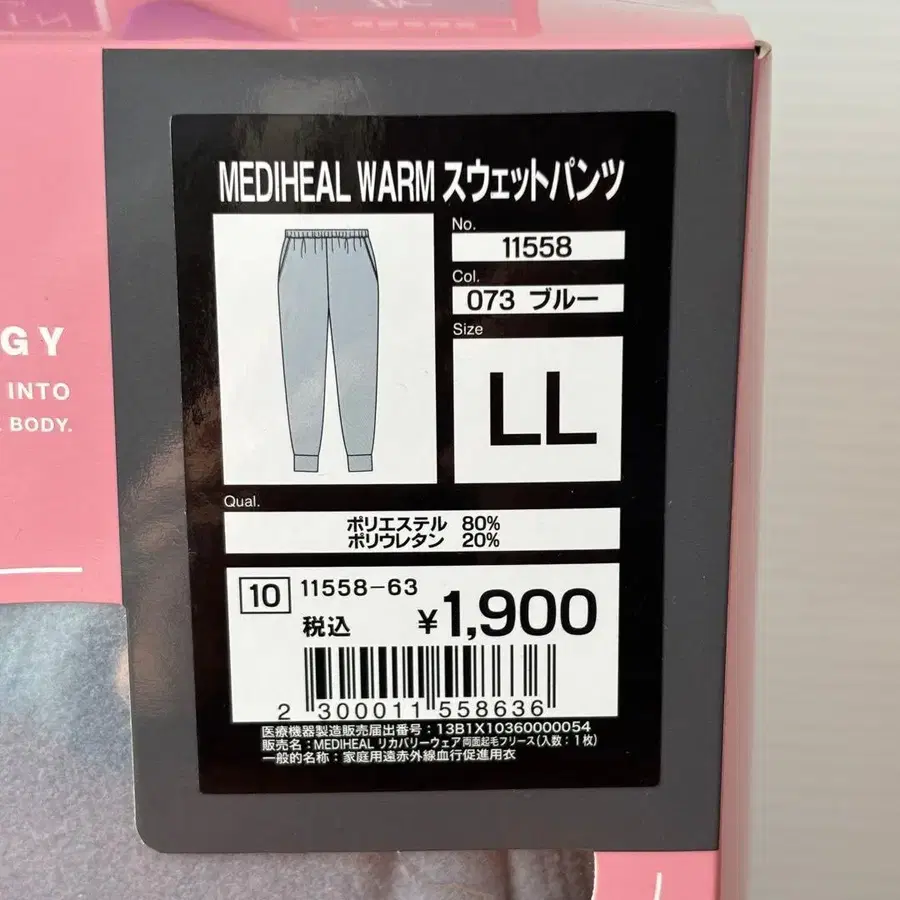 GY
INTO
BODY.
MEDIHEAL WARM スウェットパンツ
No.
11558
Col.
073 ブルー
Size
LL
Qual.
ポリエステル 80%
ポリウレタン 20%
10 11558-63
税込 ¥1,900
2 300011 558636
医療機器製造販売届出番号：13B1X10360000054
販売名：MEDIHEAL リカバリーウェア 両面起毛フリース(入数：1枚)
一般的名称：家庭用遠赤外線血行促進用衣